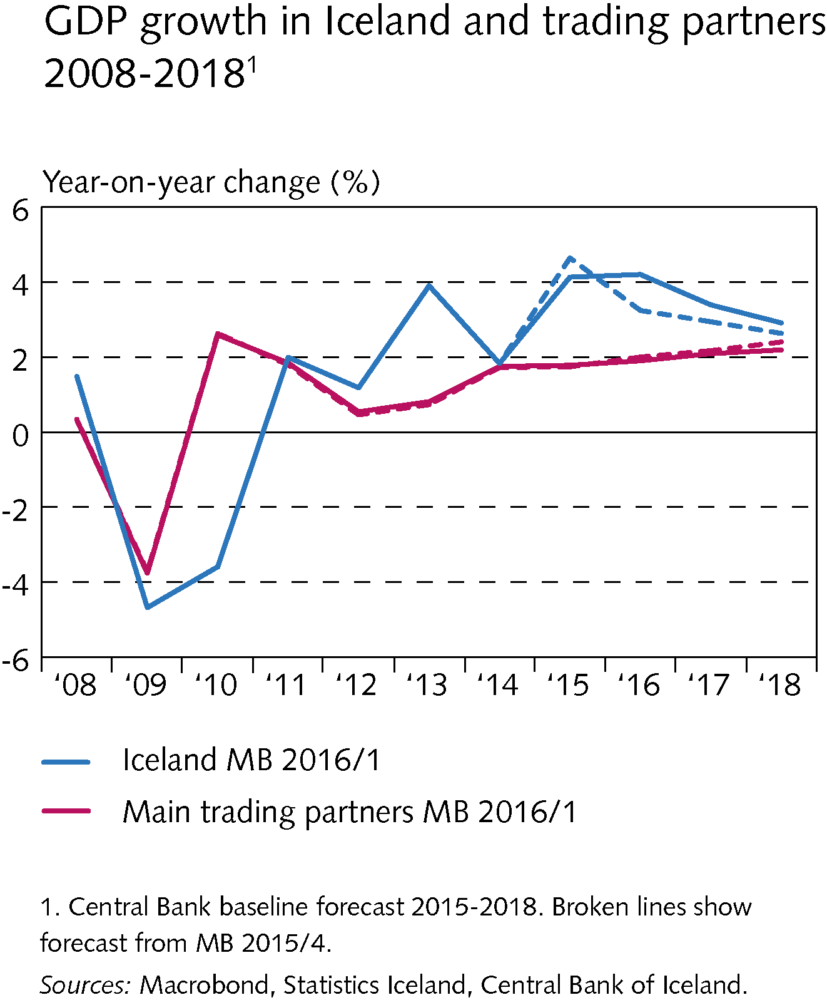 GDP growth in Iceland and trading partners
2008-2018¹
Year-on-year change (%)
6
4
2
0
-2
-4
-6
‘08 ‘09 ‘10 ‘11 ‘12 ‘13 ‘14 ‘15 ‘16 ‘17 ‘18
Iceland MB 2016/1
Main trading partners MB 2016/1
1. Central Bank baseline forecast 2015-2018. Broken lines show
forecast from MB 2015/4.
Sources: Macrobond, Statistics Iceland, Central Bank of Iceland.